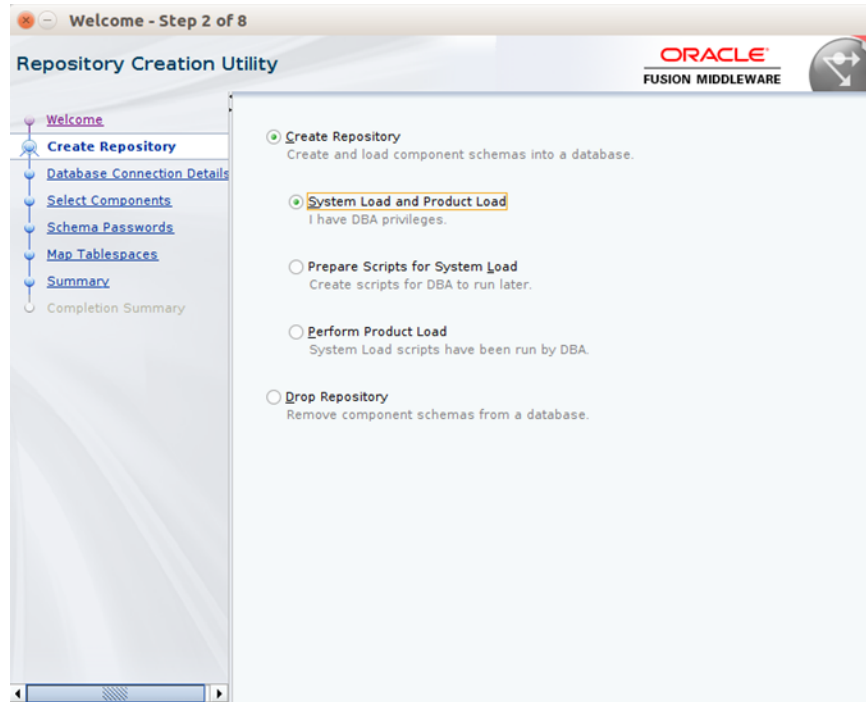 Welcome - Step 2 of 8
Repository Creation Utility
ORACLE
FUSION MIDDLEWARE
Welcome
Create Repository
Database Connection Details
Select Components
Schema Passwords
Map Tablespaces
Summary
Completion Summary
Create Repository
Create and load component schemas into a database.
System Load and Product Load
I have DBA privileges.
Prepare Scripts for System Load
Create scripts for DBA to run later.
Perform Product Load
System Load scripts have been run by DBA.
Drop Repository
Remove component schemas from a database.